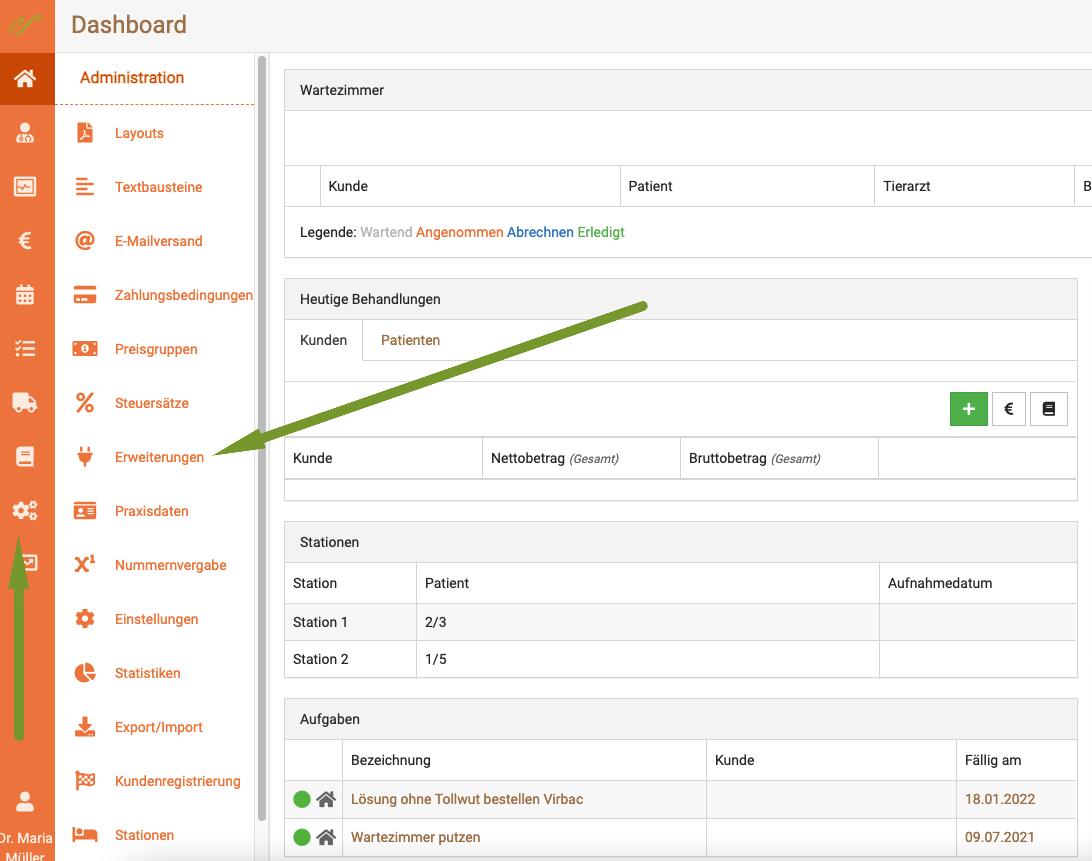 Dashboard
Administration
Layouts
Textbausteine
E-Mailversand
Zahlungsbedingungen
Preisgruppen
Steuersätze
Erweiterungen
Praxisdaten
Nummernvergabe
Einstellungen
Statistiken
Export/Import
Kundenregistrierung
Stationen
Dr. Maria
Müller
Wartezimmer
Kunde Patient Tierarzt B
Legende: Wartend Angenommen Abrechnen Erledigt
Heutige Behandlungen
Kunden Patienten
+ €
Kunde Nettobetrag (Gesamt) Bruttobetrag (Gesamt)
Stationen
Station Patient Aufnahmedatum
Station 1 2/3
Station 2 1/5
Aufgaben
Bezeichnung Kunde Fällig am
Lösung ohne Tollwut bestellen Virbac 18.01.2022
Wartezimmer putzen 09.07.2021